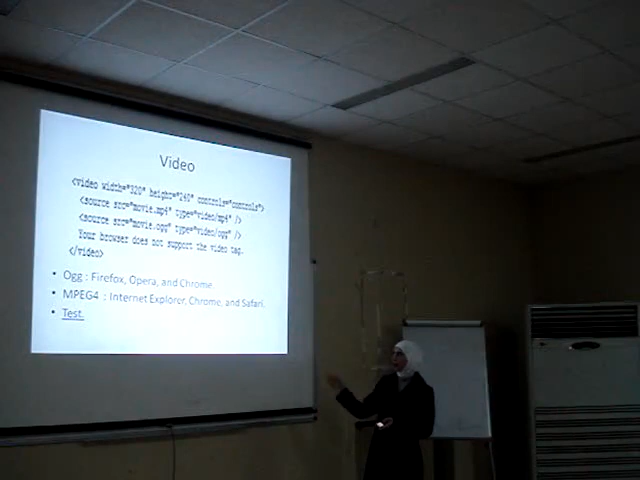 Video
<video width="320" height="240" controls="controls">
<source src="movie.mp4" type="video/mp4" />
<source src="movie.ogg" type="video/ogg" />
Your browser does not support the video tag.
</video>
• Ogg : Firefox, Opera, and Chrome.
• MPEG4 : Internet Explorer, Chrome, and Safari.
• Test.